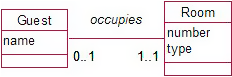 Guest
name
occupies
0..1
1..1
Room
number
type